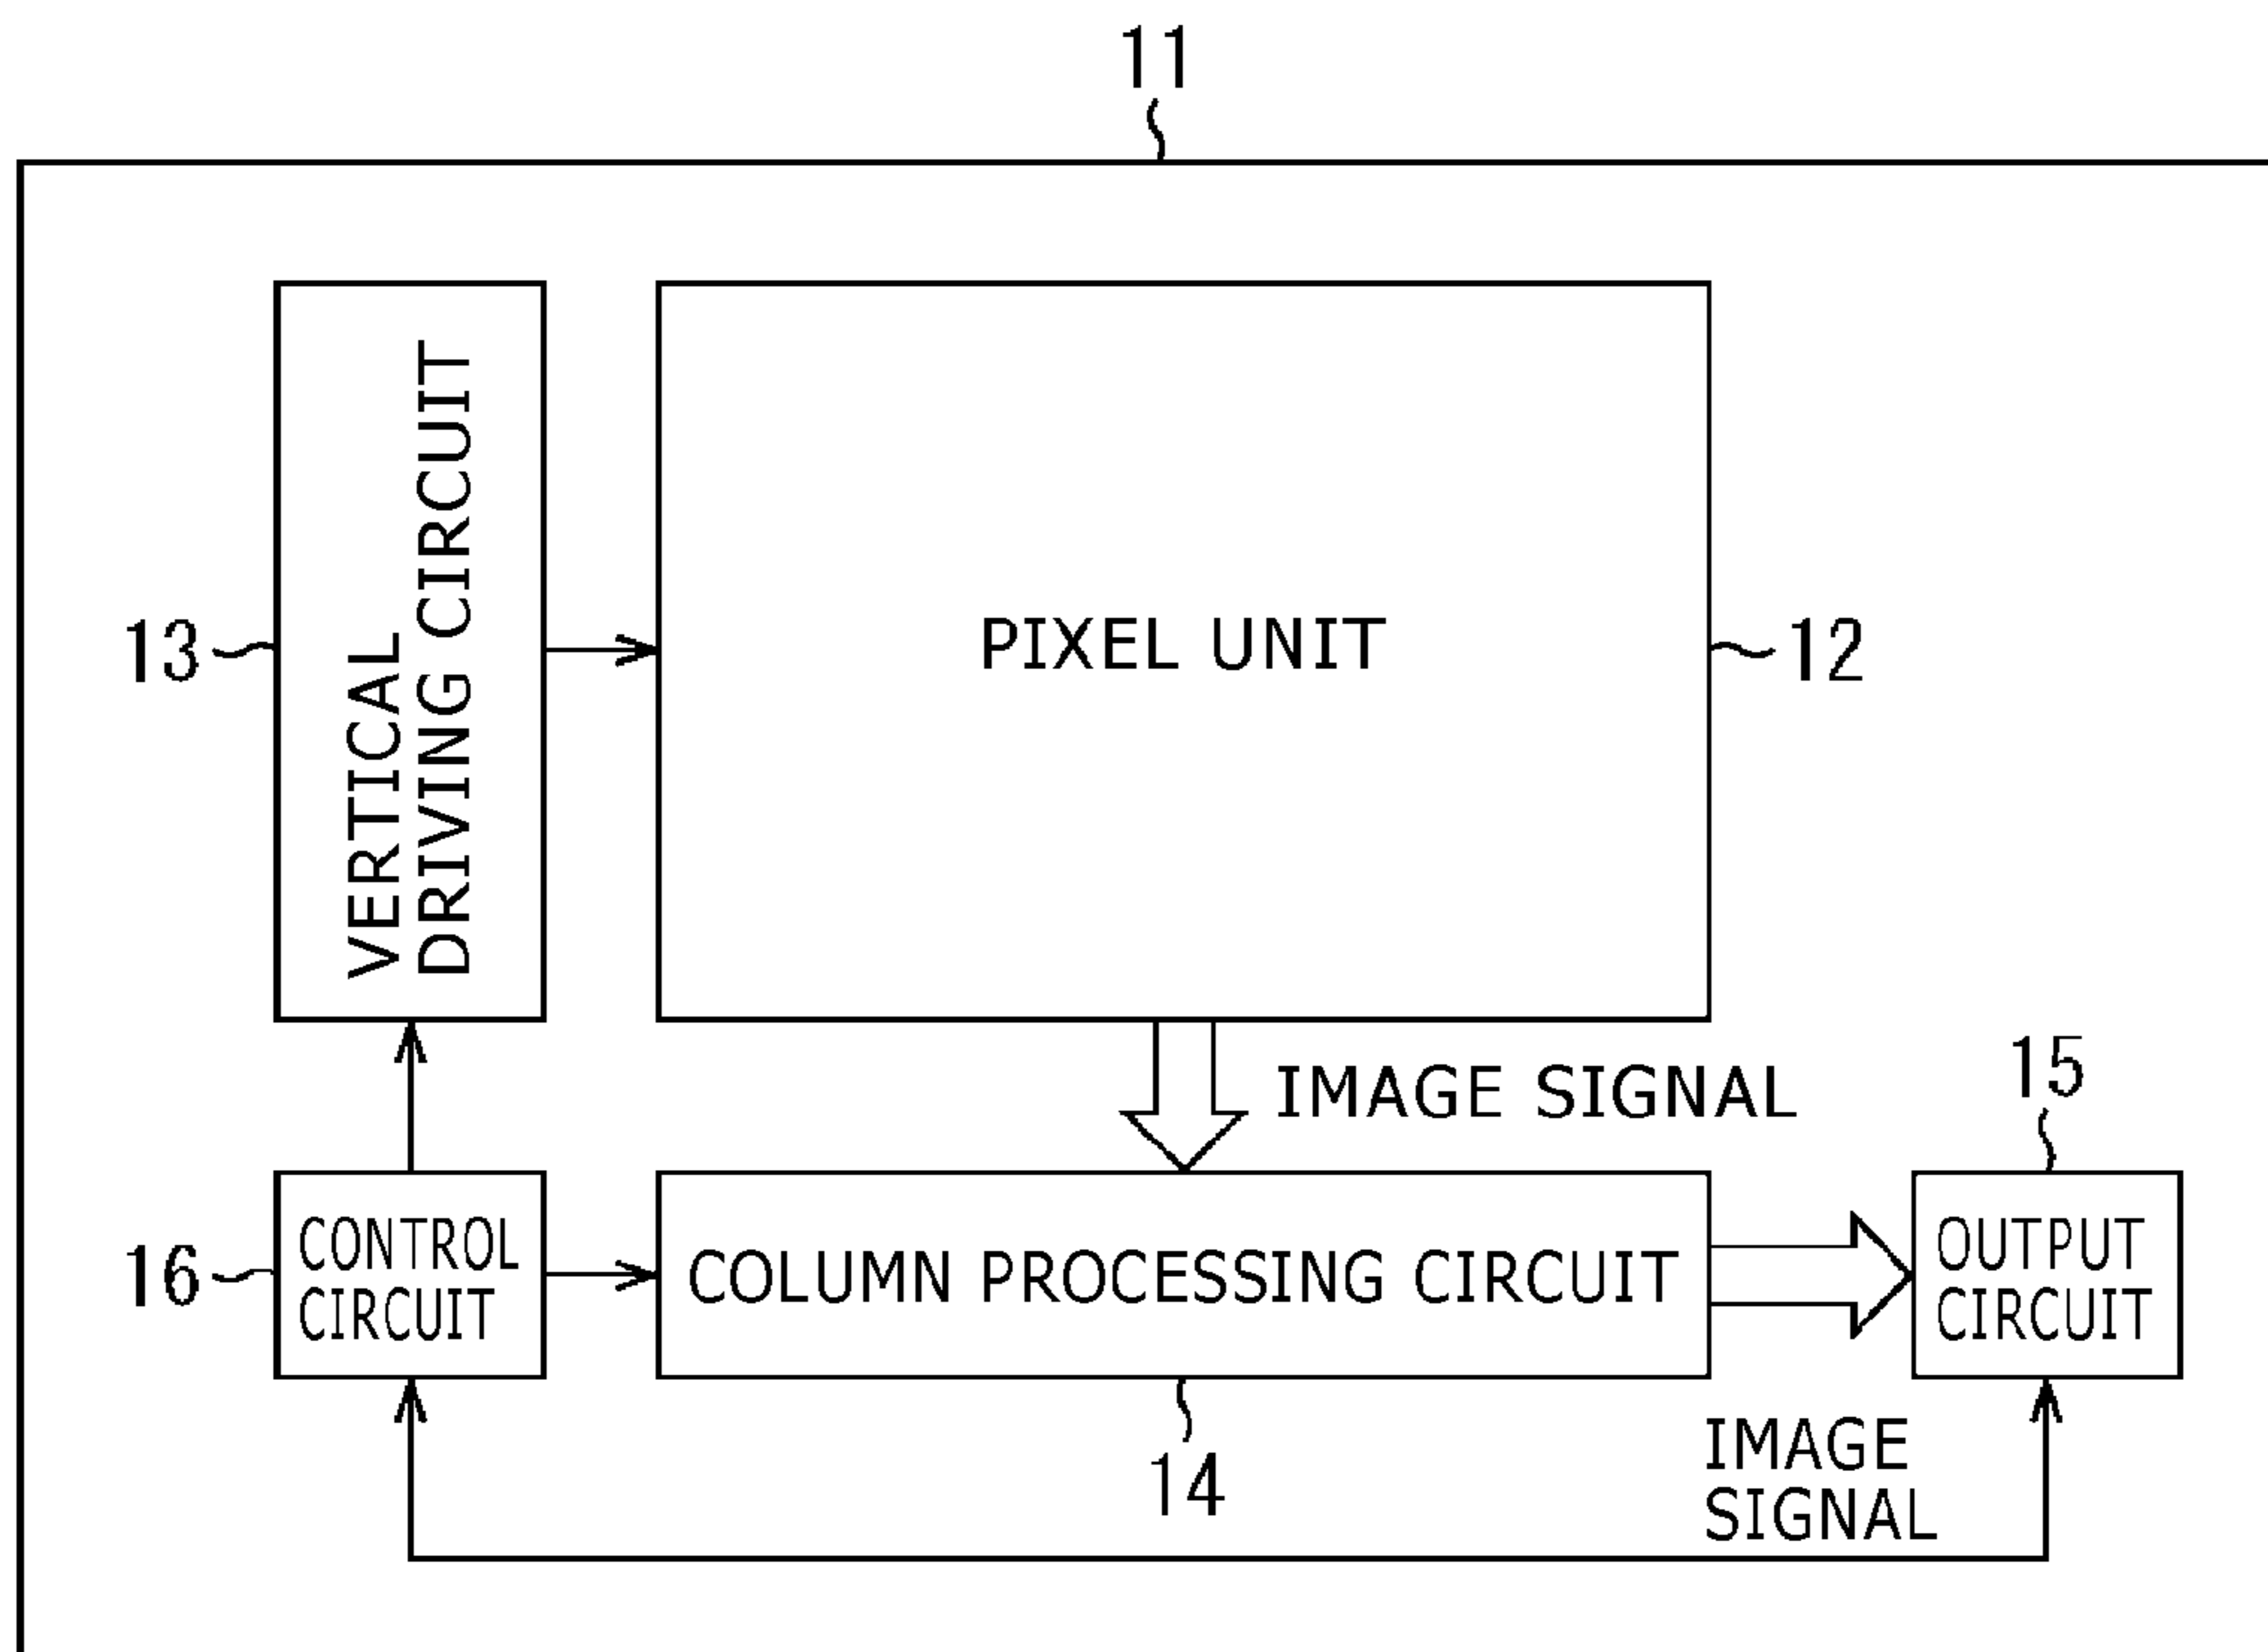 11
VERTICAL
DRIVING CIRCUIT
13
PIXEL UNIT
12
IMAGE SIGNAL
15
16
CONTROL
CIRCUIT
COLUMN PROCESSING CIRCUIT
OUTPUT
CIRCUIT
14
IMAGE
SIGNAL